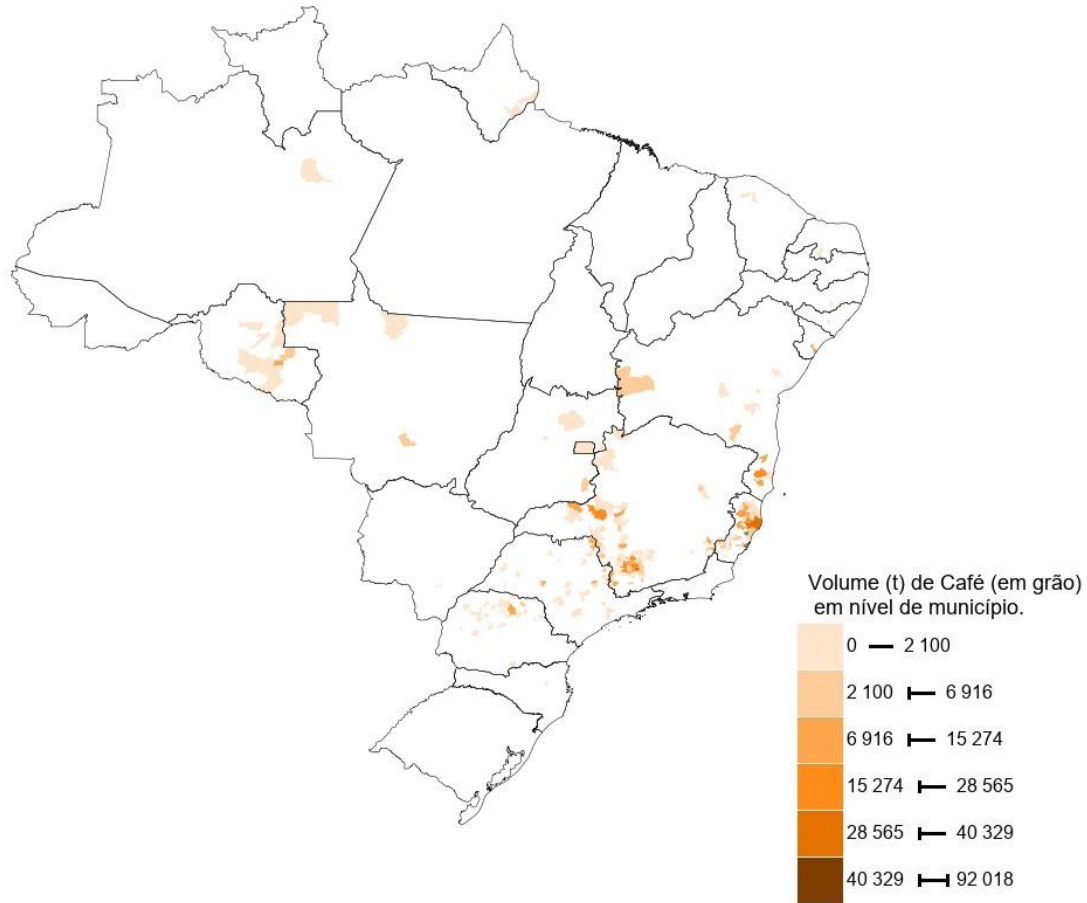 Volume (t) de Café (em grão)
em nível de município.
0 — 2 100
2 100 ⊢ 6 916
6 916 ⊢ 15 274
15 274 ⊢ 28 565
28 565 ⊢ 40 329
40 329 ⊢⊣ 92 018